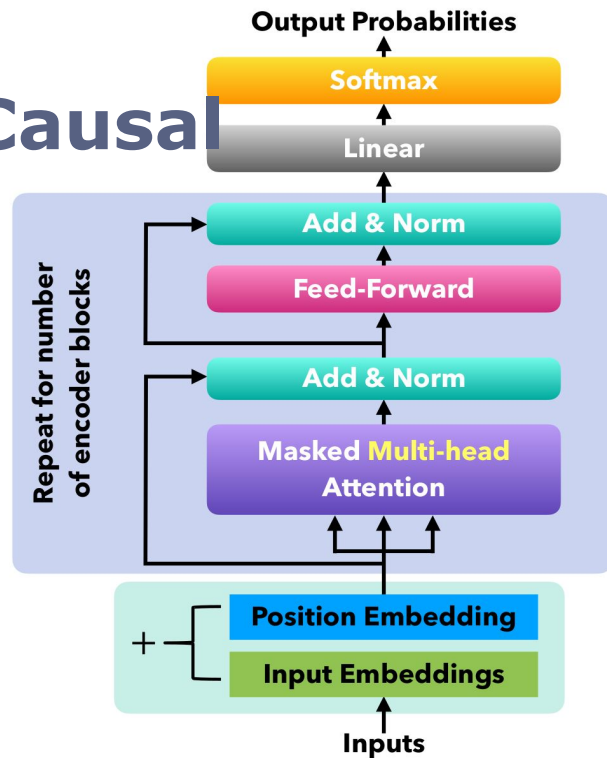 Output Probabilities
Softmax
Causal
Linear
Add & Norm
Feed-Forward
Add & Norm
Masked Multi-head
Attention
Repeat for number
of encoder blocks
Position Embedding
+
Input Embeddings
Inputs